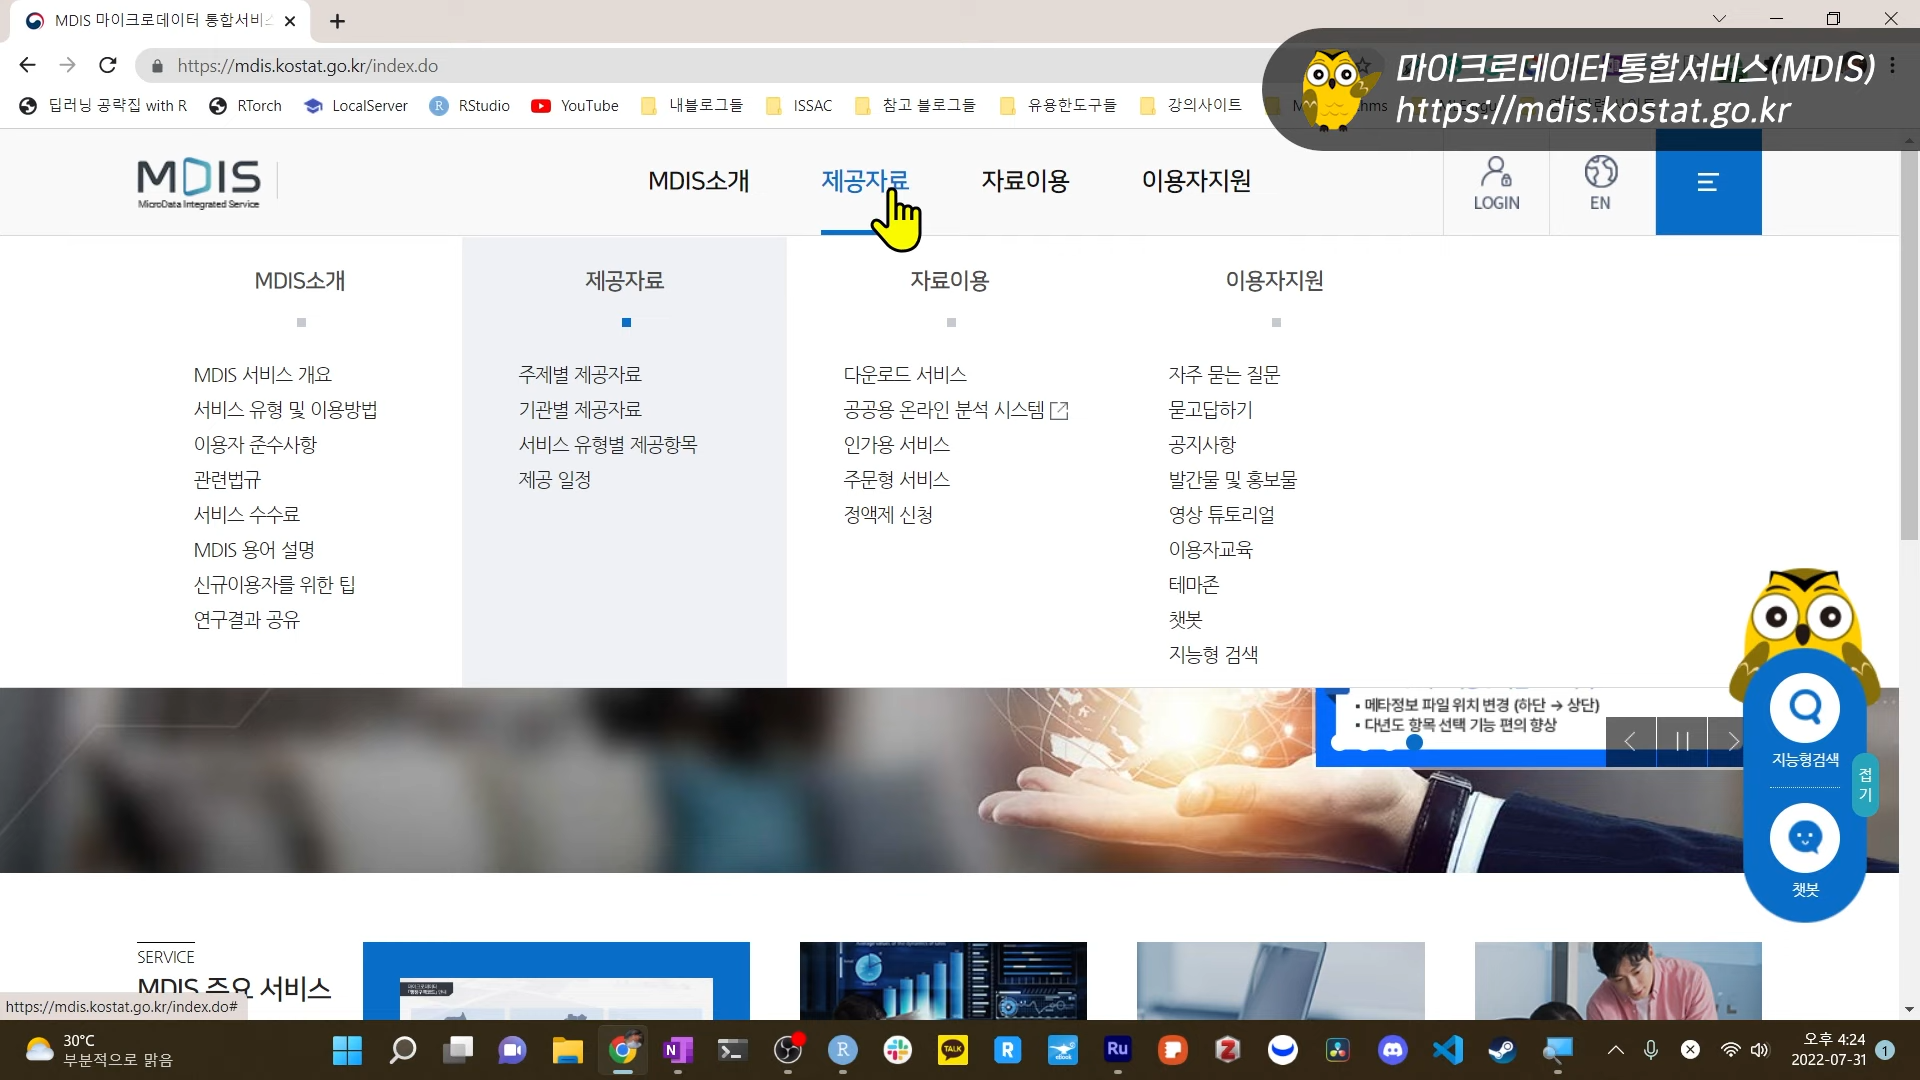 MDIS 마이크로데이터 통합서비스
https://mdis.kostat.go.kr/index.do
마이크로데이터 통합서비스(MDIS)
https://mdis.kostat.go.kr
딥러닝 공략집 with R
RTorch
LocalServer
RStudio
YouTube
내블로그들
ISSAC
참고 블로그들
유용한도구들
강의사이트
MDIS
MicroData Integrated Service
MDIS소개
제공자료
자료이용
이용자지원
LOGIN
EN
MDIS소개
제공자료
자료이용
이용자지원
MDIS 서비스 개요
서비스 유형 및 이용방법
이용자 준수사항
관련법규
서비스 수수료
MDIS 용어 설명
신규이용자를 위한 팁
연구결과 공유
주제별 제공자료
기관별 제공자료
서비스 유형별 제공항목
제공 일정
다운로드 서비스
공공용 온라인 분석 시스템
인가용 서비스
주문형 서비스
정액제 신청
자주 묻는 질문
묻고답하기
공지사항
발간물 및 홍보물
영상 튜토리얼
이용자교육
테마존
챗봇
지능형 검색
• 메타정보 파일 위치 변경 (하단 → 상단)
• 다년도 항목 선택 기능 편의 향상
지능형검색
접기
챗봇
SERVICE
MDIS 주요 서비스
https://mdis.kostat.go.kr/index.do#
30°C
부분적으로 맑음
오후 4:24
2022-07-31
1